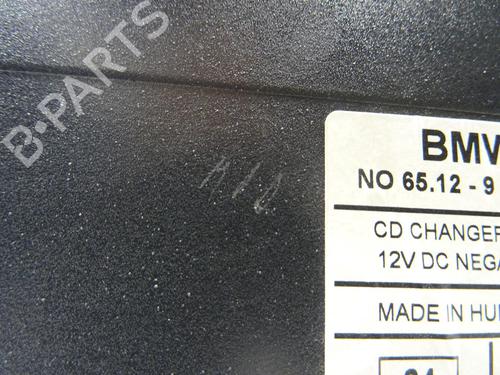 B-PARTS
BMW
NO 65.12 - 9
CD CHANGER
12V DC NEGA
MADE IN HU